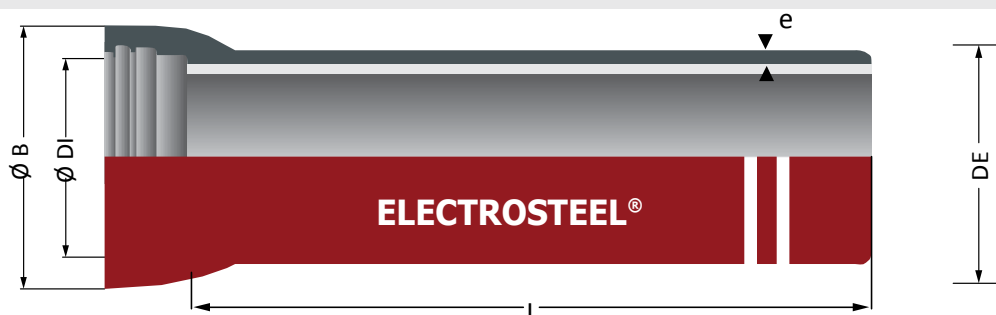 e
Ø B
Ø DI
DE
ELECTROSTEEL®
L